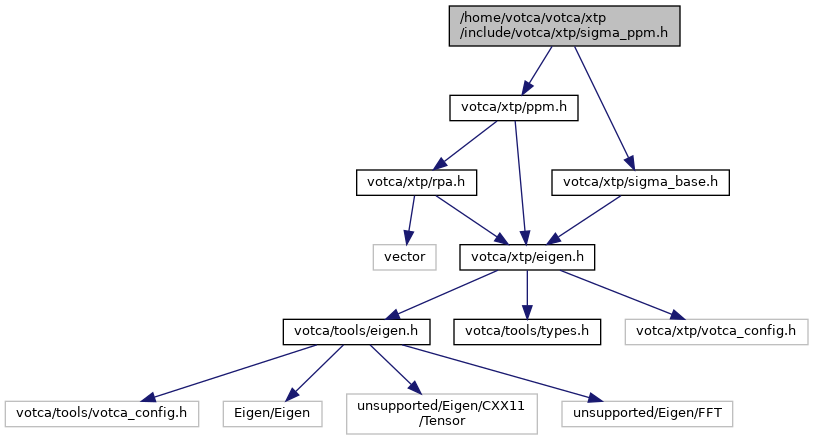 /home/votca/votca/xtp
/include/votca/xtp/sigma_ppm.h
votca/xtp/ppm.h
votca/xtp/rpa.h
votca/xtp/sigma_base.h
vector
votca/xtp/eigen.h
votca/tools/eigen.h
votca/tools/types.h
votca/xtp/votca_config.h
votca/tools/votca_config.h
Eigen/Eigen
unsupported/Eigen/CXX11
/Tensor
unsupported/Eigen/FFT